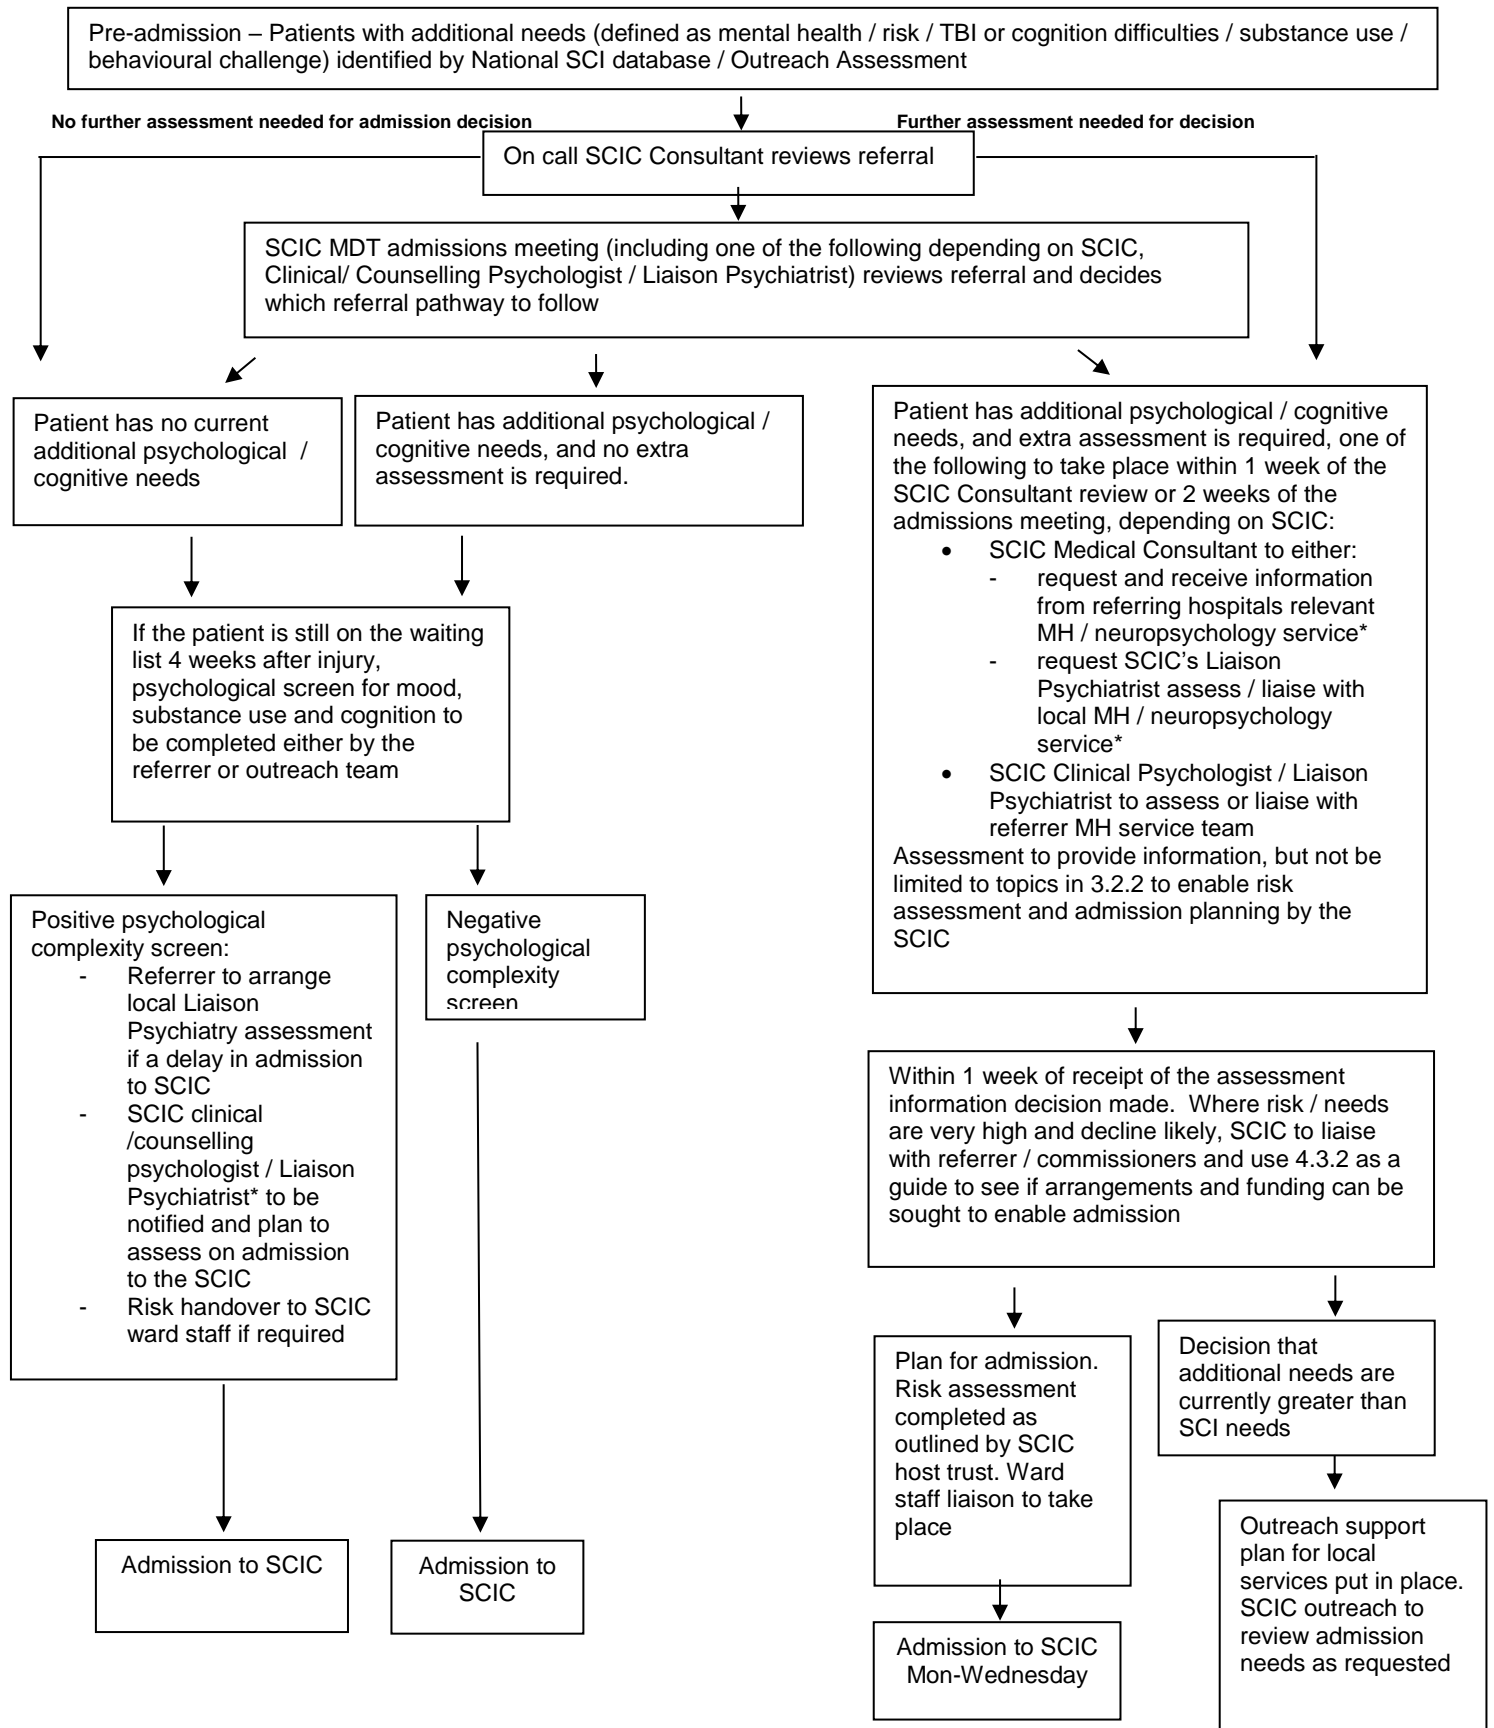 Pre-admission – Patients with additional needs (defined as mental health / risk / TBI or cognition difficulties / substance use /
behavioural challenge) identified by National SCI database / Outreach Assessment
No further assessment needed for admission decision
Further assessment needed for decision
On call SCIC Consultant reviews referral
SCIC MDT admissions meeting (including one of the following depending on SCIC,
Clinical/ Counselling Psychologist / Liaison Psychiatrist) reviews referral and decides
which referral pathway to follow
Patient has no current
additional psychological /
cognitive needs
Patient has additional psychological /
cognitive needs, and no extra
assessment is required.
Patient has additional psychological / cognitive
needs, and extra assessment is required, one of
the following to take place within 1 week of the
SCIC Consultant review or 2 weeks of the
admissions meeting, depending on SCIC:
• SCIC Medical Consultant to either:
- request and receive information
from referring hospitals relevant
MH / neuropsychology service*
- request SCIC's Liaison
Psychiatrist assess / liaise with
local MH / neuropsychology
service*
• SCIC Clinical Psychologist / Liaison
Psychiatrist to assess or liaise with
referrer MH service team
Assessment to provide information, but not be
limited to topics in 3.2.2 to enable risk
assessment and admission planning by the
SCIC
If the patient is still on the waiting
list 4 weeks after injury,
psychological screen for mood,
substance use and cognition to
be completed either by the
referrer or outreach team
Positive psychological
complexity screen:
- Referrer to arrange
local Liaison
Psychiatry assessment
if a delay in admission
to SCIC
- SCIC clinical
/counselling
psychologist / Liaison
Psychiatrist* to be
notified and plan to
assess on admission
to the SCIC
- Risk handover to SCIC
ward staff if required
Negative
psychological
complexity
screen
Within 1 week of receipt of the assessment
information decision made. Where risk / needs
are very high and decline likely, SCIC to liaise
with referrer / commissioners and use 4.3.2 as a
guide to see if arrangements and funding can be
sought to enable admission
Plan for admission.
Risk assessment
completed as
outlined by SCIC
host trust. Ward
staff liaison to take
place
Decision that
additional needs are
currently greater than
SCI needs
Admission to SCIC
Admission to
SCIC
Admission to SCIC
Mon-Wednesday
Outreach support
plan for local
services put in place.
SCIC outreach to
review admission
needs as requested